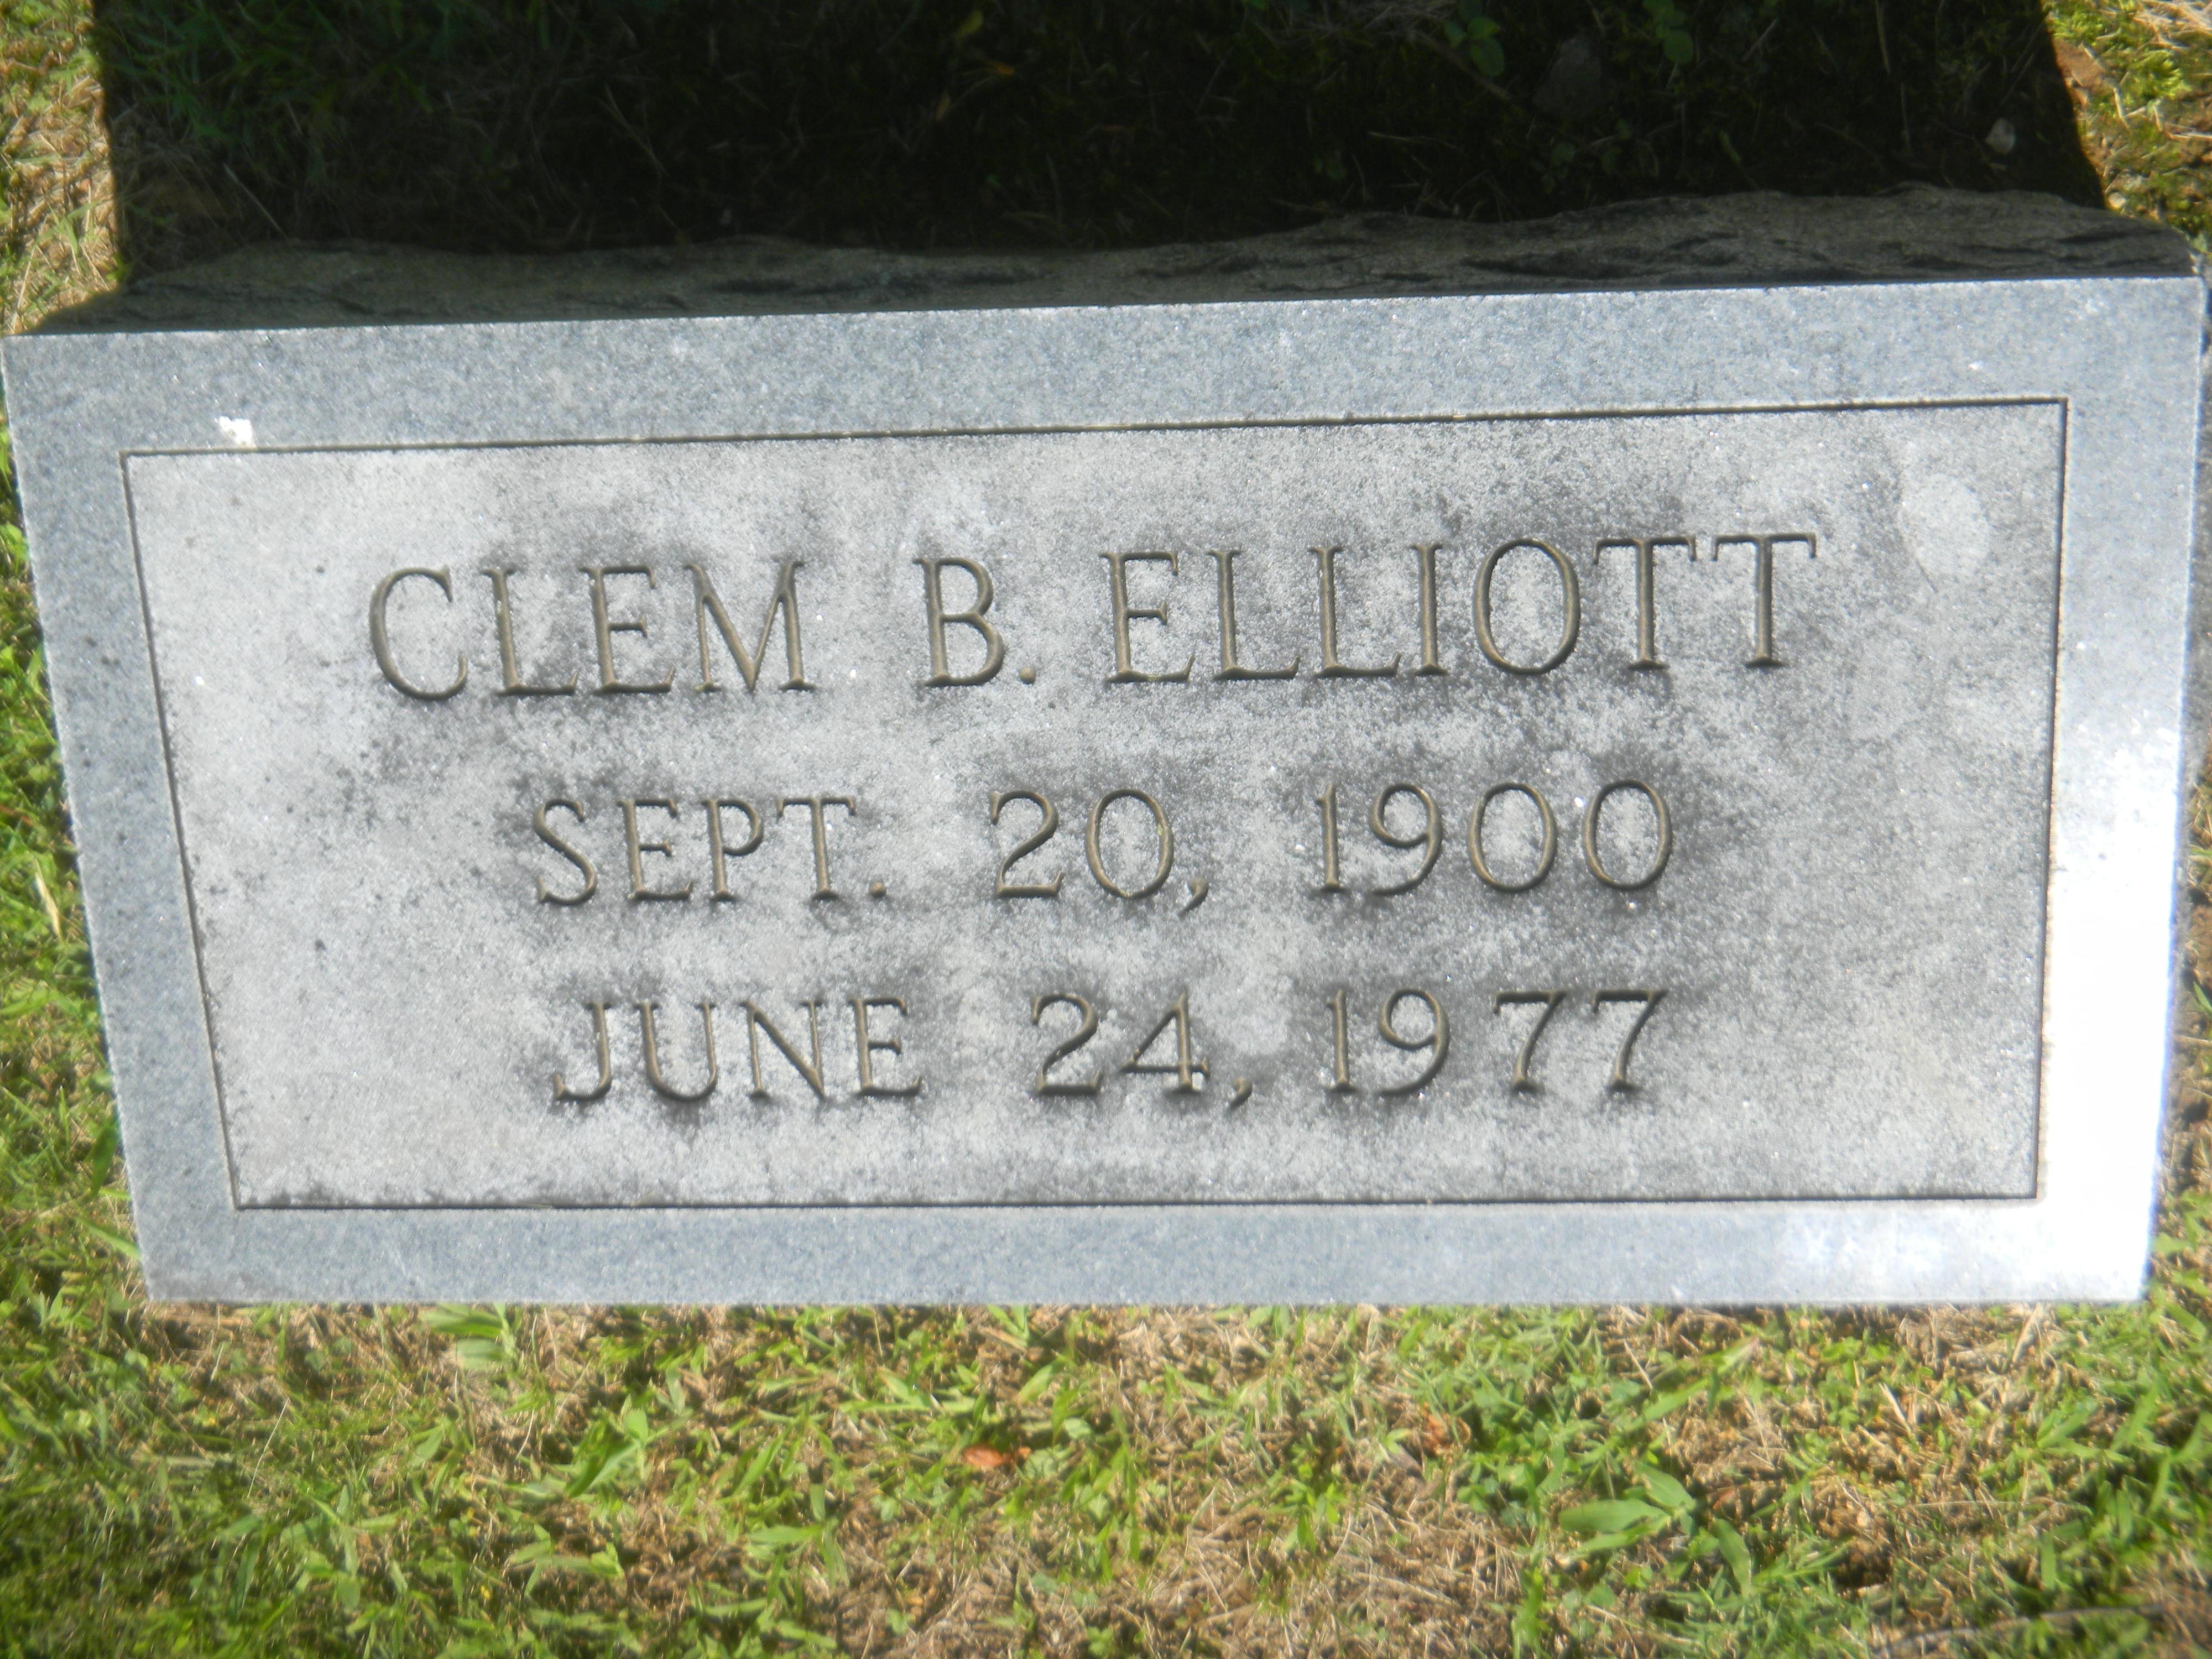 CLEM B. ELLIOTT
SEPT. 20, 1900
JUNE 24, 1977